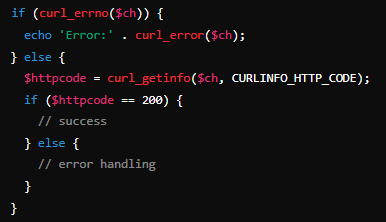 if (curl_errno($ch)) {
  echo 'Error:' . curl_error($ch);
} else {
  $httpcode = curl_getinfo($ch, CURLINFO_HTTP_CODE);
  if ($httpcode == 200) {
    // success
  } else {
    // error handling
  }
}